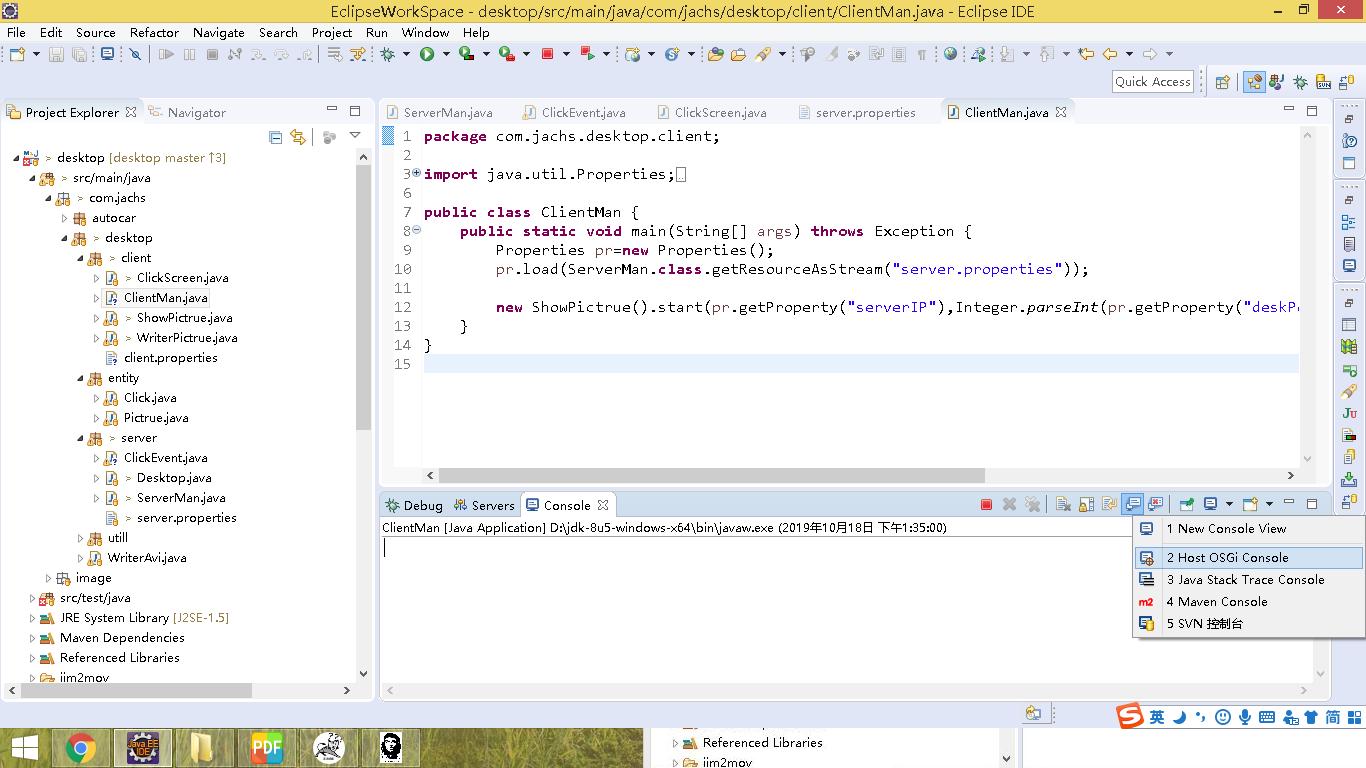 EclipseWorkSpace - desktop/src/main/java/com/jachs/desktop/client/ClientMan.java - Eclipse IDE
File Edit Source Refactor Navigate Search Project Run Window Help
Quick Access
Project Explorer
Navigator
> desktop [desktop master ↑3]
> src/main/java
> com.jachs
autocar
> desktop
> client
> ClickScreen.java
ClientMan.java
> ShowPictrue.java
> WriterPictrue.java
client.properties
entity
Click.java
Pictrue.java
> server
ClickEvent.java
> Desktop.java
> ServerMan.java
> server.properties
utill
WriterAvi.java
image
src/test/java
JRE System Library [J2SE-1.5]
Maven Dependencies
Referenced Libraries
jim2mov
ServerMan.java ClickEvent.java ClickScreen.java server.properties ClientMan.java
1 package com.jachs.desktop.client;
2
3 import java.util.Properties;
6
7 public class ClientMan {
8 public static void main(String[] args) throws Exception {
9 Properties pr=new Properties();
10 pr.load(ServerMan.class.getResourceAsStream("server.properties"));
11
12 new ShowPictrue().start(pr.getProperty("serverIP"),Integer.parseInt(pr.getProperty("deskP
13 }
14 }
15
Debug Servers Console
ClientMan [Java Application] D:\jdk-8u5-windows-x64\bin\javaw.exe (2019年10月18日 下午1:35:00)
1 New Console View
2 Host OSGi Console
3 Java Stack Trace Console
m2 4 Maven Console
5 SVN 控制台
Ju
S 英 简
Java EE IDE
PDF
Referenced Libraries
jim2mov